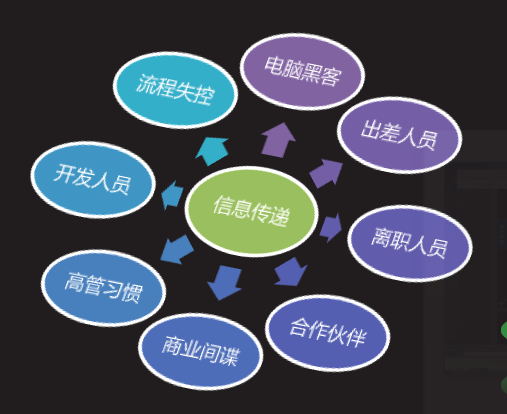 电脑黑客
流程失控
出差人员
开发人员
信息传递
离职人员
高管习惯
合作伙伴
商业间谍